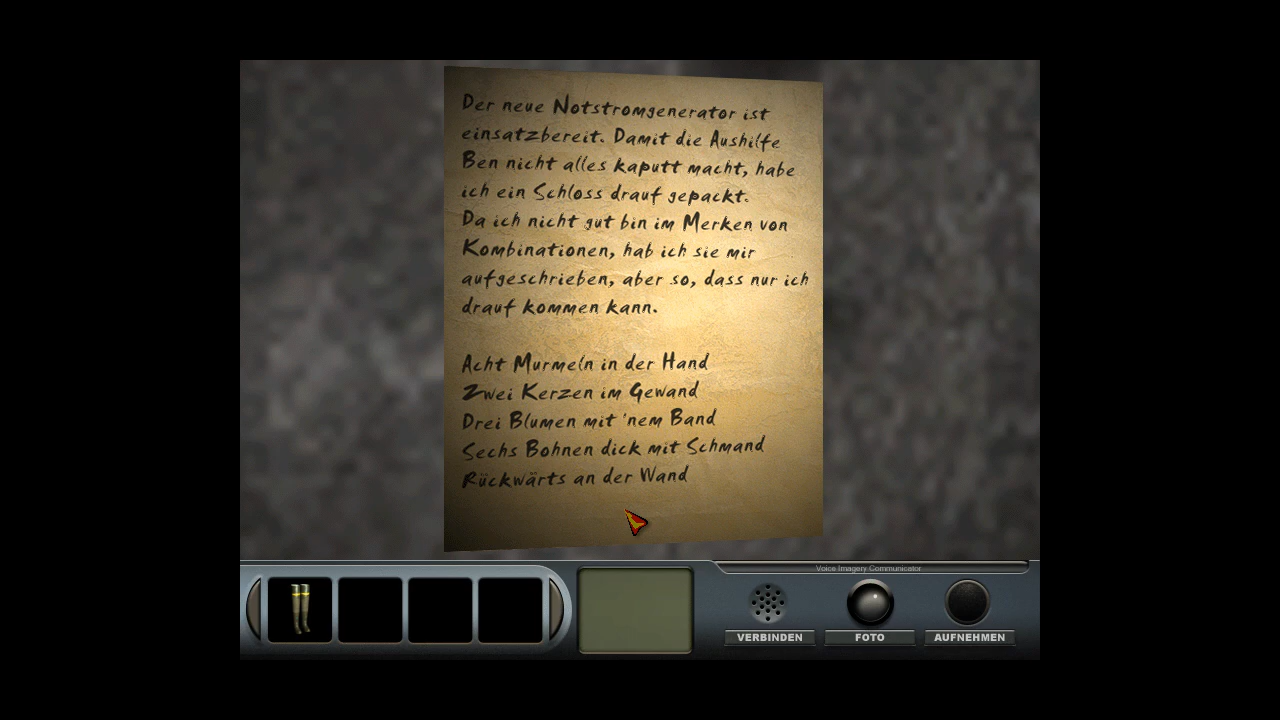 Der neue Notstromgenerator ist
einsatzbereit. Damit die Aushilfe
Ben nicht alles kaputt macht, habe
ich ein Schloss drauf gepackt.
Da ich nicht gut bin im Merken von
Kombinationen, hab ich sie mir
aufgeschrieben, aber so, dass nur ich
drauf kommen kann.
Acht Murmeln in der Hand
Zwei Kerzen im Gewand
Drei Blumen mit 'nem Band
Sechs Bohnen dick mit Schmand
Rückwärts an der Wand
Voice Imagery Communicator
VERBINDEN FOTO AUFNEHMEN